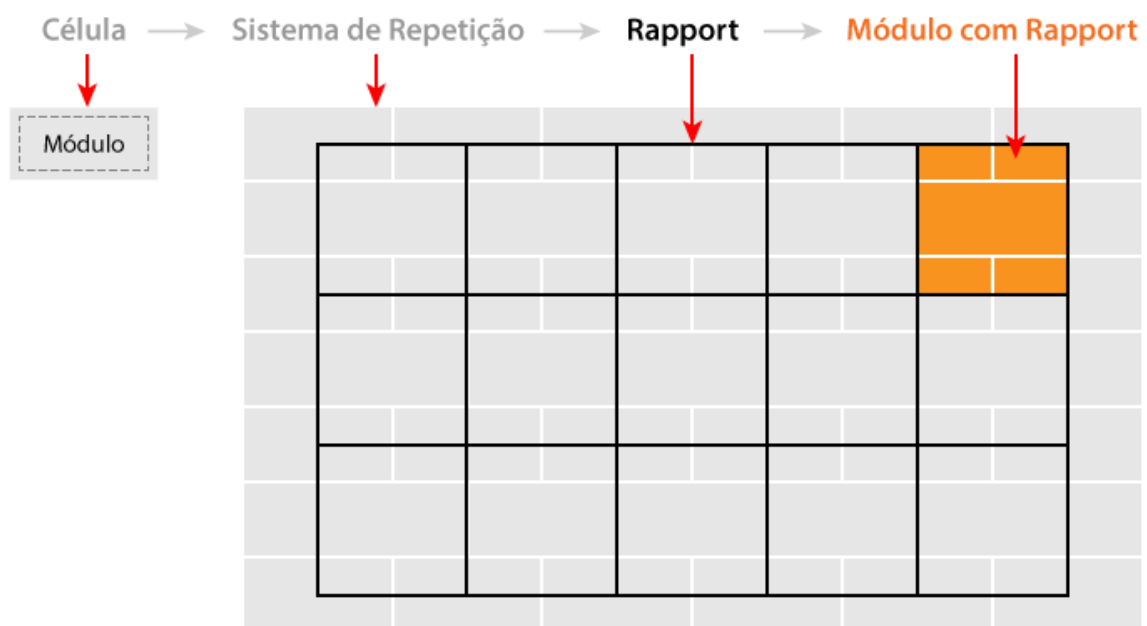 Célula → Sistema de Repetição → Rapport → Módulo com Rapport
Módulo